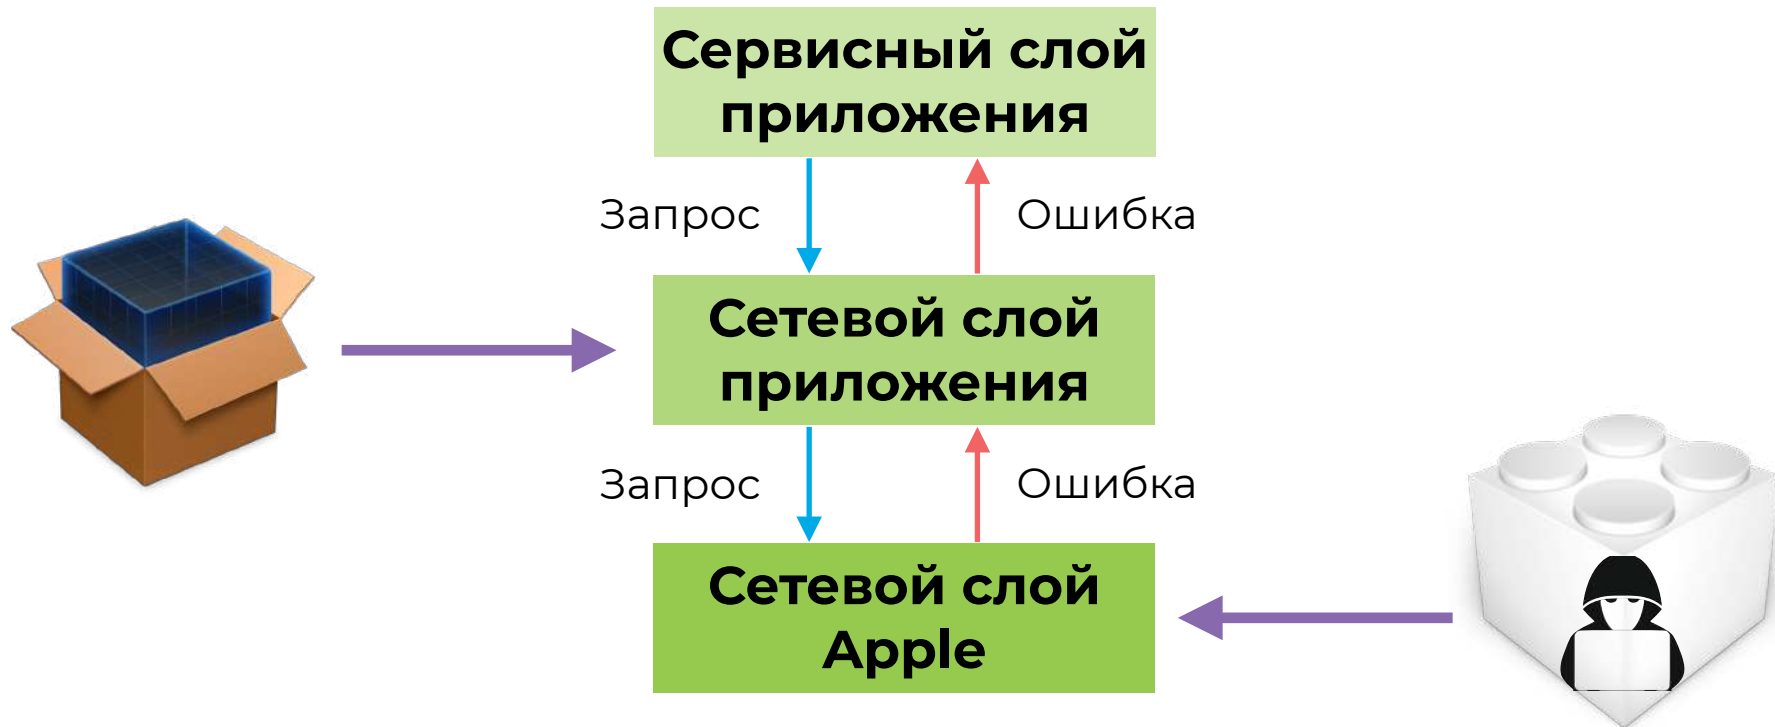 Сервисный слой
приложения
Запрос
Ошибка
Сетевой слой
приложения
Запрос
Ошибка
Сетевой слой
Apple